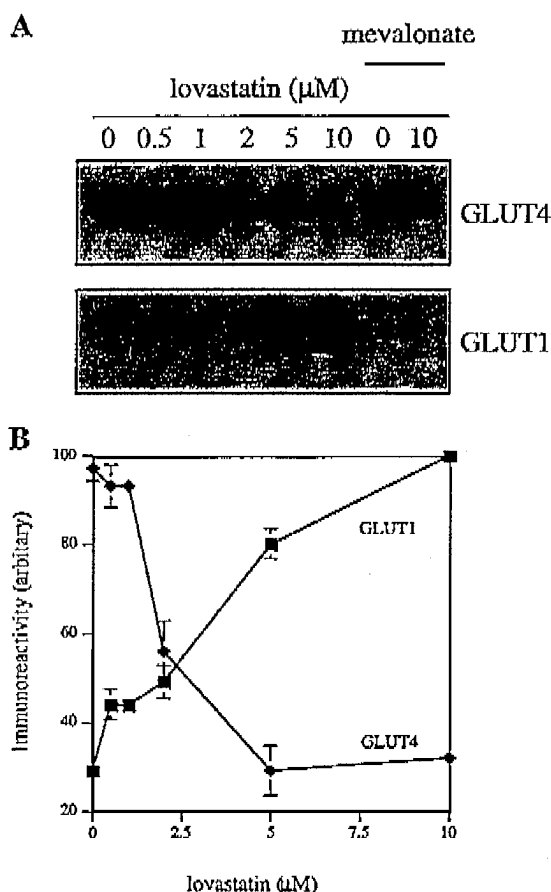 A
mevalonate
lovastatin (µM)
0 0.5 1 2 5 10 0 10
GLUT4
GLUT1
B
100
80
60
40
20
Immunoreactivity (arbitary)
GLUT1
GLUT4
0 2.5 5 7.5 10
lovastatin (µM)